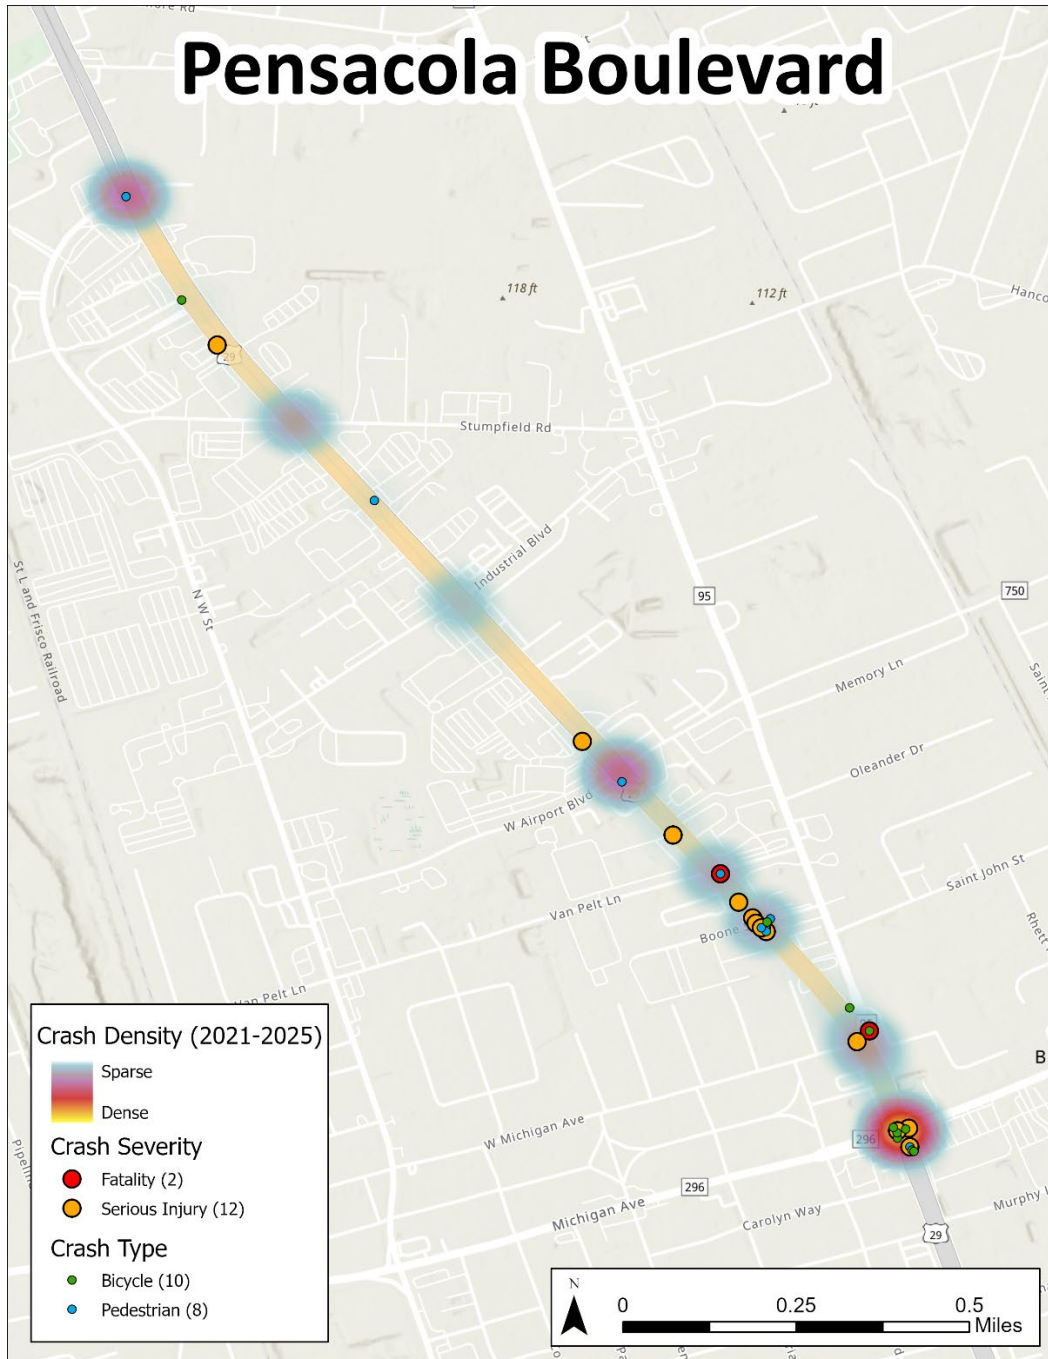 Pensacola Boulevard
118 ft
112 ft
29
Stumpfield Rd
Industrial Blvd
St L and Frisco Railroad
N W St
95
750
Memory Ln
Oleander Dr
W Airport Blvd
Saint John St
Van Pelt Ln
Boone
Van Pelt Ln
B
W Michigan Ave
296
296
Michigan Ave
Carolyn Way
29
Crash Density (2021-2025)
Sparse
Dense
Crash Severity
Fatality (2)
Serious Injury (12)
Crash Type
Bicycle (10)
Pedestrian (8)
N
0 0.25 0.5
Miles